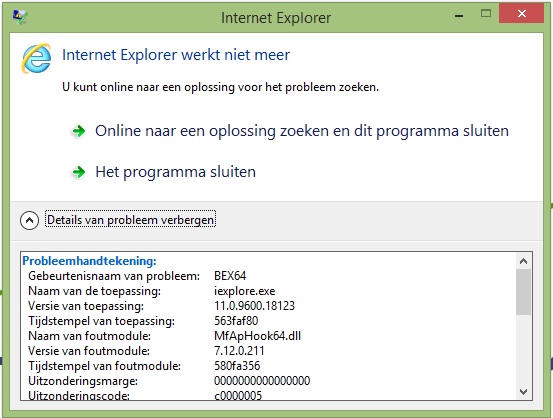 Internet Explorer
Internet Explorer werkt niet meer
U kunt online naar een oplossing voor het probleem zoeken.
Online naar een oplossing zoeken en dit programma sluiten
Het programma sluiten
Details van probleem verbergen
Probleemhandtekening:
Gebeurtenisnaam van probleem: BEX64
Naam van de toepassing: iexplore.exe
Versie van toepassing: 11.0.9600.18123
Tijdstempel van toepassing: 563faf80
Naam van foutmodule: MfApHook64.dll
Versie van foutmodule: 7.12.0.211
Tijdstempel van foutmodule: 580fa356
Uitzonderingsmarge: 0000000000000000
Uitzonderingscode: c0000005